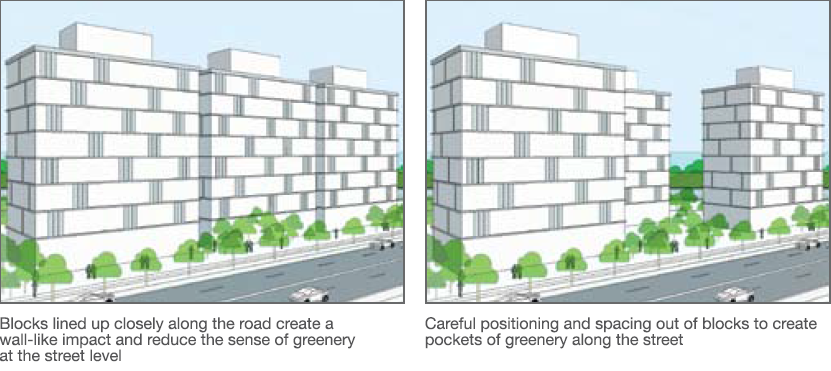 Blocks lined up closely along the road create a
wall-like impact and reduce the sense of greenery
at the street level
Careful positioning and spacing out of blocks to create
pockets of greenery along the street